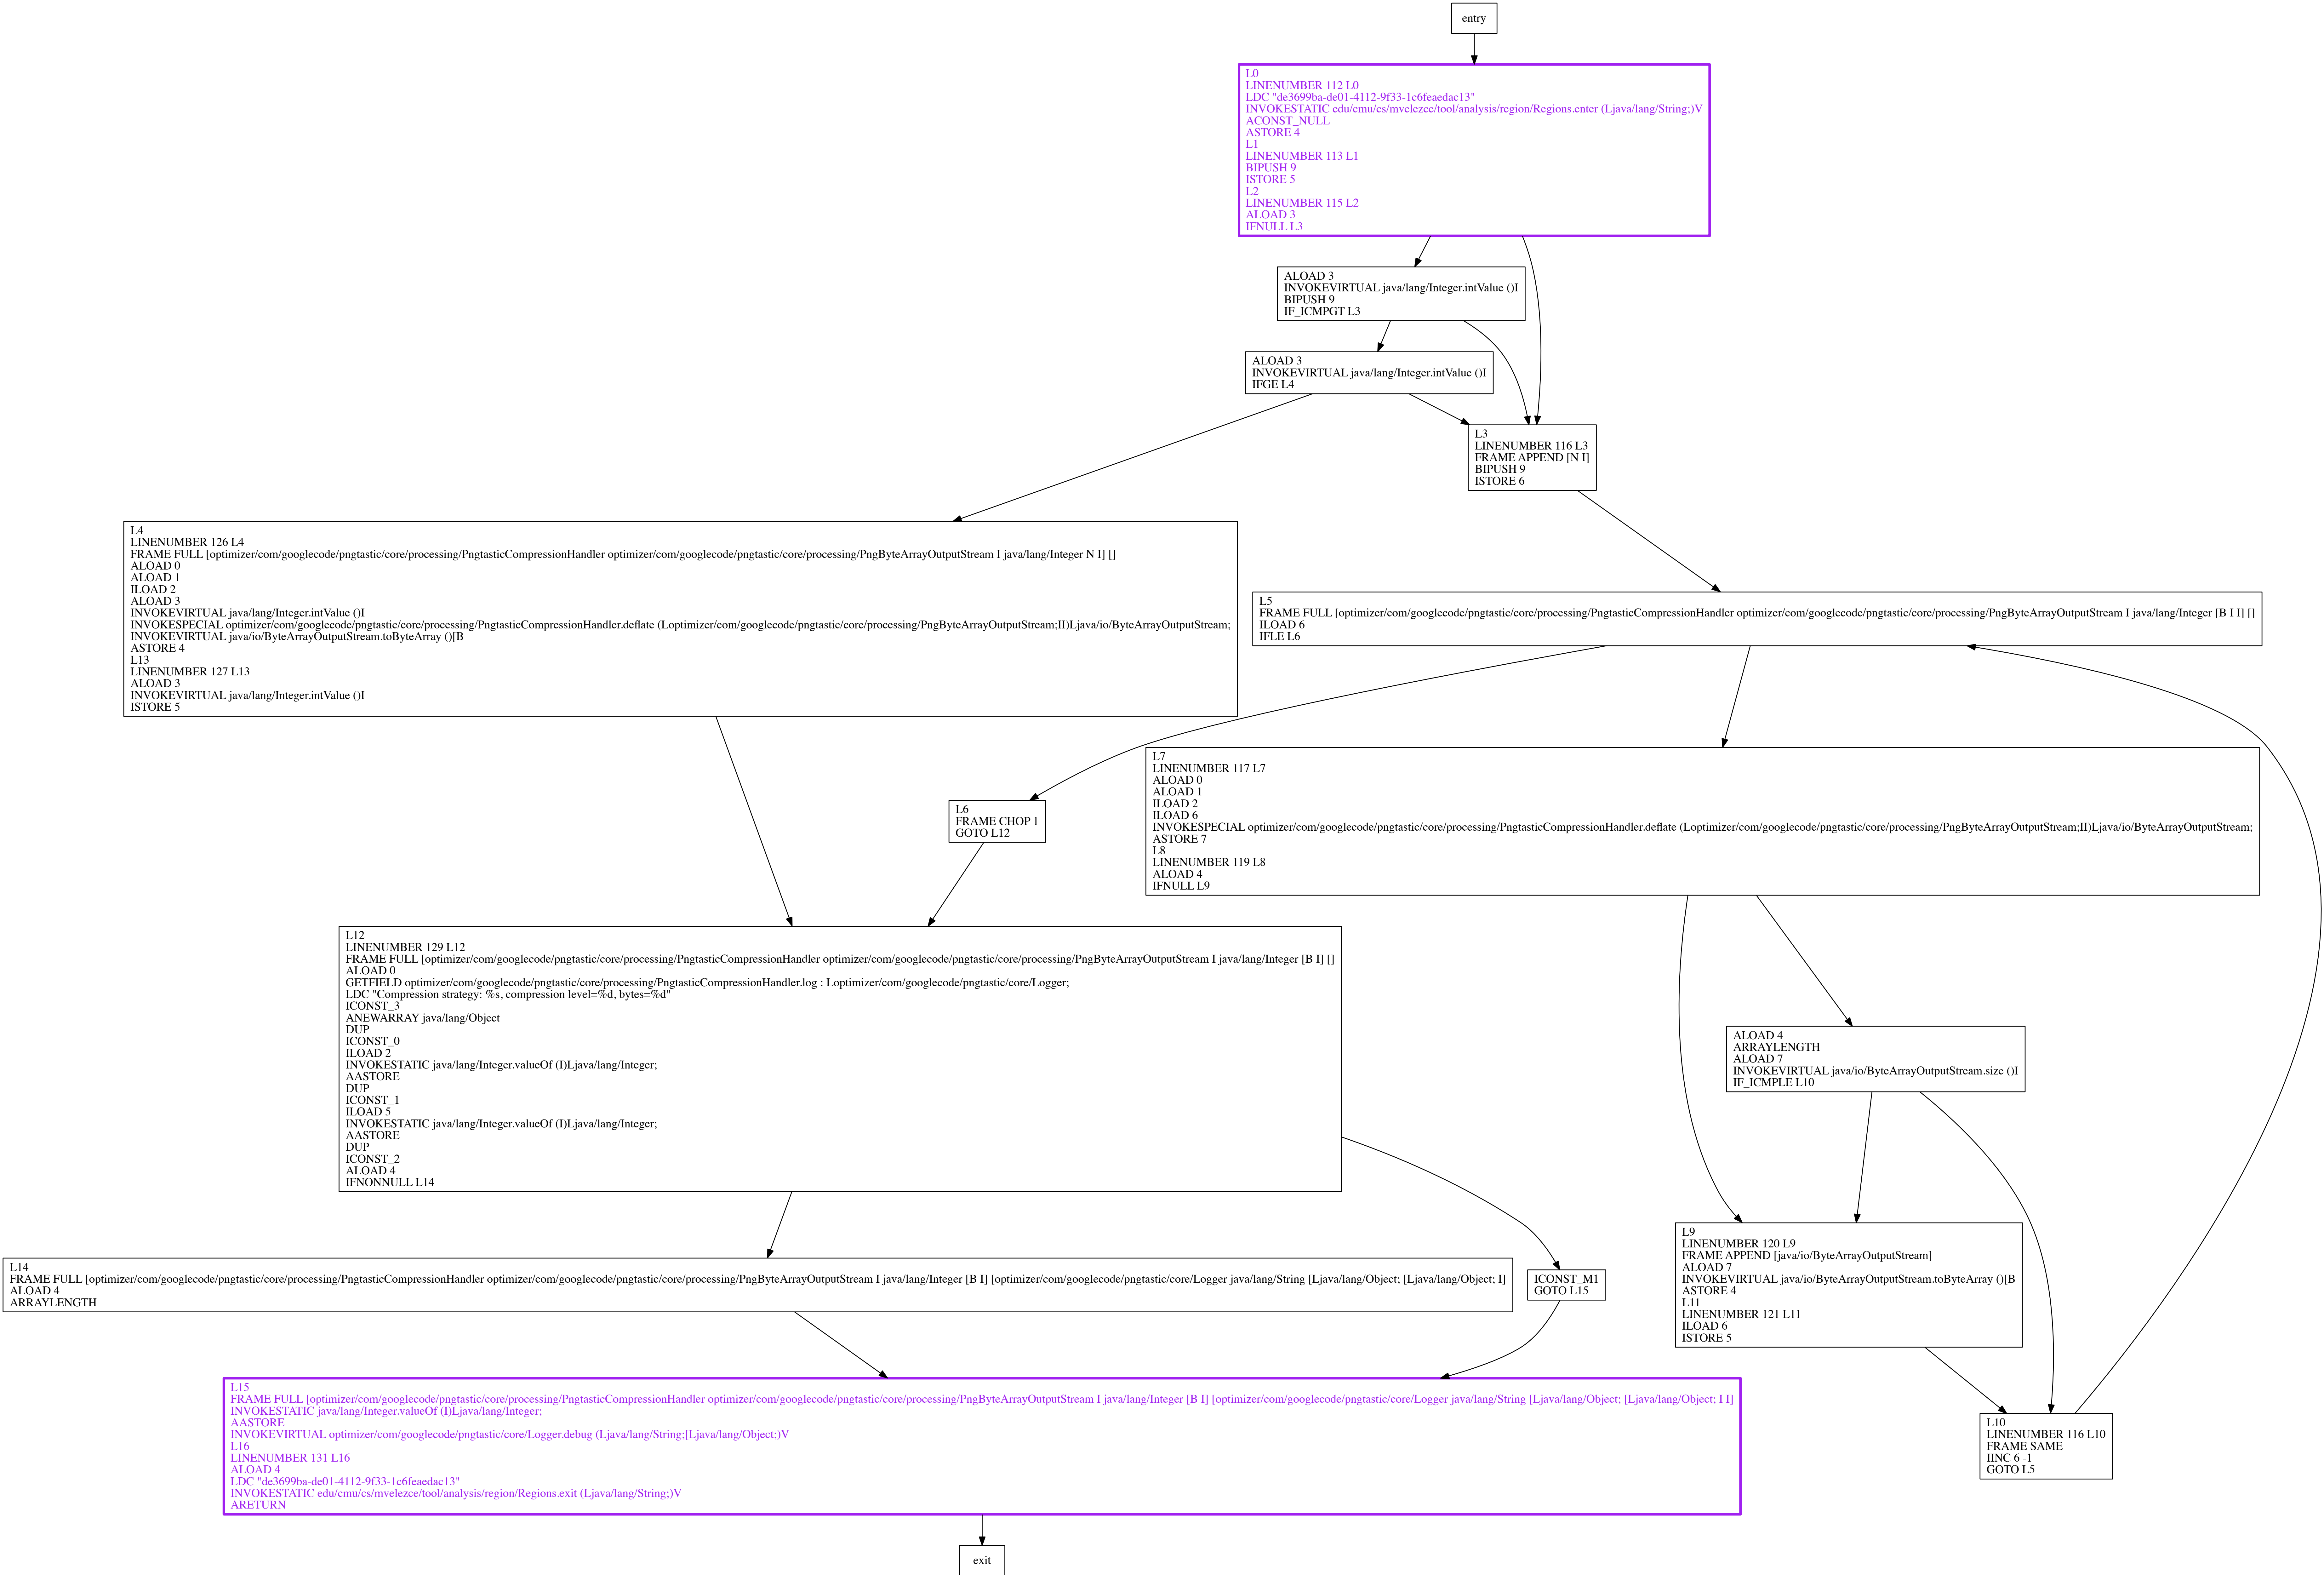 entry
L0
LINENUMBER 112 L0
LDC "de3699ba-de01-4112-9f33-1c6feaedac13"
INVOKESTATIC edu/cmu/cs/mvelezce/tool/analysis/region/Regions.enter (Ljava/lang/String;)V
ACONST_NULL
ASTORE 4
L1
LINENUMBER 113 L1
BIPUSH 9
ISTORE 5
L2
LINENUMBER 115 L2
ALOAD 3
IFNULL L3
ALOAD 3
INVOKEVIRTUAL java/lang/Integer.intValue ()I
BIPUSH 9
IF_ICMPGT L3
ALOAD 3
INVOKEVIRTUAL java/lang/Integer.intValue ()I
IFGE L4
L3
LINENUMBER 116 L3
FRAME APPEND [N I]
BIPUSH 9
ISTORE 6
L4
LINENUMBER 126 L4
FRAME FULL [optimizer/com/googlecode/pngtastic/core/processing/PngtasticCompressionHandler optimizer/com/googlecode/pngtastic/core/processing/PngByteArrayOutputStream I java/lang/Integer N I] []
ALOAD 0
ALOAD 1
ILOAD 2
ALOAD 3
INVOKEVIRTUAL java/lang/Integer.intValue ()I
INVOKESPECIAL optimizer/com/googlecode/pngtastic/core/processing/PngtasticCompressionHandler.deflate (Loptimizer/com/googlecode/pngtastic/core/processing/PngByteArrayOutputStream;II)Ljava/io/ByteArrayOutputStream;
INVOKEVIRTUAL java/io/ByteArrayOutputStream.toByteArray ()[B
ASTORE 4
L13
LINENUMBER 127 L13
ALOAD 3
INVOKEVIRTUAL java/lang/Integer.intValue ()I
ISTORE 5
L5
FRAME FULL [optimizer/com/googlecode/pngtastic/core/processing/PngtasticCompressionHandler optimizer/com/googlecode/pngtastic/core/processing/PngByteArrayOutputStream I java/lang/Integer [B I I] []
ILOAD 6
IFLE L6
L7
LINENUMBER 117 L7
ALOAD 0
ALOAD 1
ILOAD 2
ILOAD 6
INVOKESPECIAL optimizer/com/googlecode/pngtastic/core/processing/PngtasticCompressionHandler.deflate (Loptimizer/com/googlecode/pngtastic/core/processing/PngByteArrayOutputStream;II)Ljava/io/ByteArrayOutputStream;
ASTORE 7
L8
LINENUMBER 119 L8
ALOAD 4
IFNULL L9
L6
FRAME CHOP 1
GOTO L12
L12
LINENUMBER 129 L12
FRAME FULL [optimizer/com/googlecode/pngtastic/core/processing/PngtasticCompressionHandler optimizer/com/googlecode/pngtastic/core/processing/PngByteArrayOutputStream I java/lang/Integer [B I] []
ALOAD 0
GETFIELD optimizer/com/googlecode/pngtastic/core/processing/PngtasticCompressionHandler.log : Loptimizer/com/googlecode/pngtastic/core/Logger;
LDC "Compression strategy: %s, compression level=%d, bytes=%d"
ICONST_3
ANEWARRAY java/lang/Object
DUP
ICONST_0
ILOAD 2
INVOKESTATIC java/lang/Integer.valueOf (I)Ljava/lang/Integer;
AASTORE
DUP
ICONST_1
ILOAD 5
INVOKESTATIC java/lang/Integer.valueOf (I)Ljava/lang/Integer;
AASTORE
DUP
ICONST_2
ALOAD 4
IFNONNULL L14
ALOAD 4
ARRAYLENGTH
ALOAD 7
INVOKEVIRTUAL java/io/ByteArrayOutputStream.size ()I
IF_ICMPLE L10
L9
LINENUMBER 120 L9
FRAME APPEND [java/io/ByteArrayOutputStream]
ALOAD 7
INVOKEVIRTUAL java/io/ByteArrayOutputStream.toByteArray ()[B
ASTORE 4
L11
LINENUMBER 121 L11
ILOAD 6
ISTORE 5
L14
FRAME FULL [optimizer/com/googlecode/pngtastic/core/processing/PngtasticCompressionHandler optimizer/com/googlecode/pngtastic/core/processing/PngByteArrayOutputStream I java/lang/Integer [B I] [optimizer/com/googlecode/pngtastic/core/Logger java/lang/String [Ljava/lang/Object; [Ljava/lang/Object; I]
ALOAD 4
ARRAYLENGTH
ICONST_M1
GOTO L15
L15
FRAME FULL [optimizer/com/googlecode/pngtastic/core/processing/PngtasticCompressionHandler optimizer/com/googlecode/pngtastic/core/processing/PngByteArrayOutputStream I java/lang/Integer [B I] [optimizer/com/googlecode/pngtastic/core/Logger java/lang/String [Ljava/lang/Object; [Ljava/lang/Object; I I]
INVOKESTATIC java/lang/Integer.valueOf (I)Ljava/lang/Integer;
AASTORE
INVOKEVIRTUAL optimizer/com/googlecode/pngtastic/core/Logger.debug (Ljava/lang/String;[Ljava/lang/Object;)V
L16
LINENUMBER 131 L16
ALOAD 4
LDC "de3699ba-de01-4112-9f33-1c6feaedac13"
INVOKESTATIC edu/cmu/cs/mvelezce/tool/analysis/region/Regions.exit (Ljava/lang/String;)V
ARETURN
L10
LINENUMBER 116 L10
FRAME SAME
IINC 6 -1
GOTO L5
exit